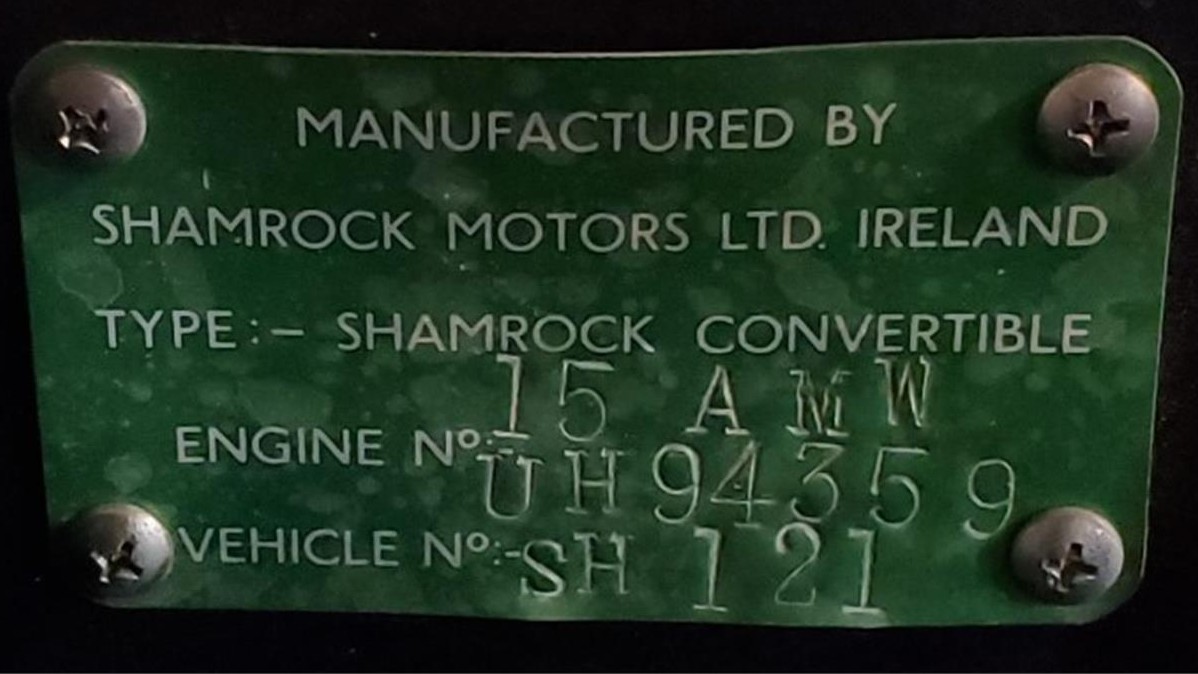 MANUFACTURED BY
SHAMROCK MOTORS LTD. IRELAND
TYPE:- SHAMROCK CONVERTIBLE
15 AMW
ENGINE Nº:- UH94359
VEHICLE Nº:- SH 121